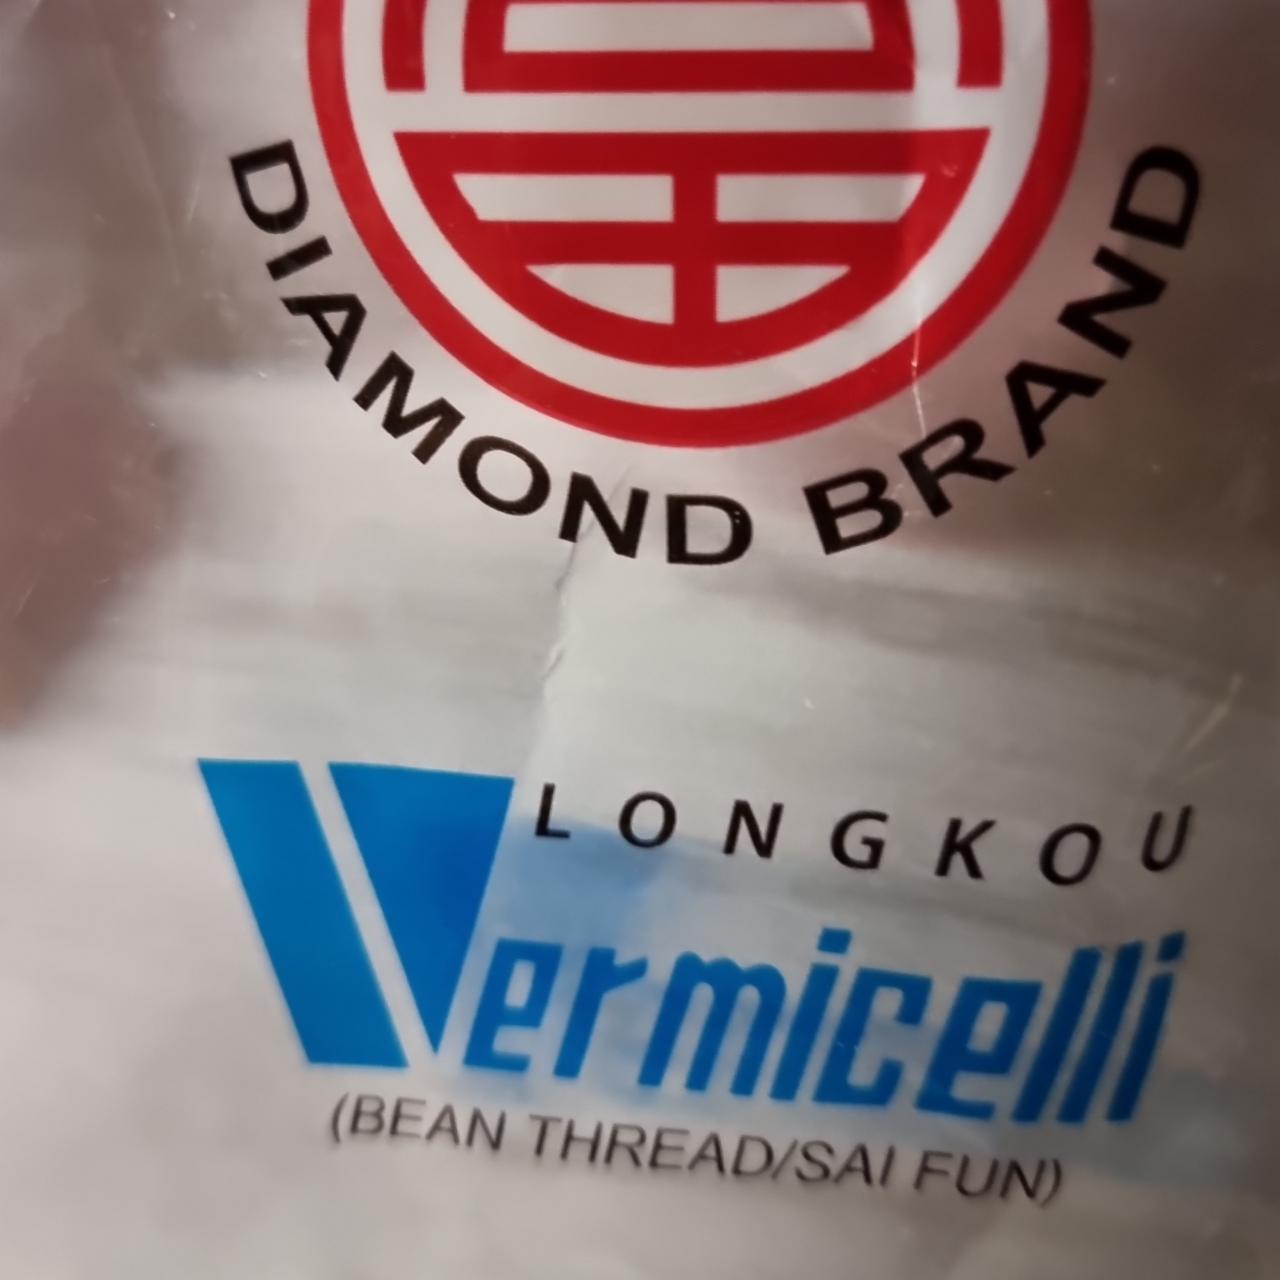 DIAMOND BRAND
LONGKOU
Vermicelli
(BEAN THREAD/SAI FUN)